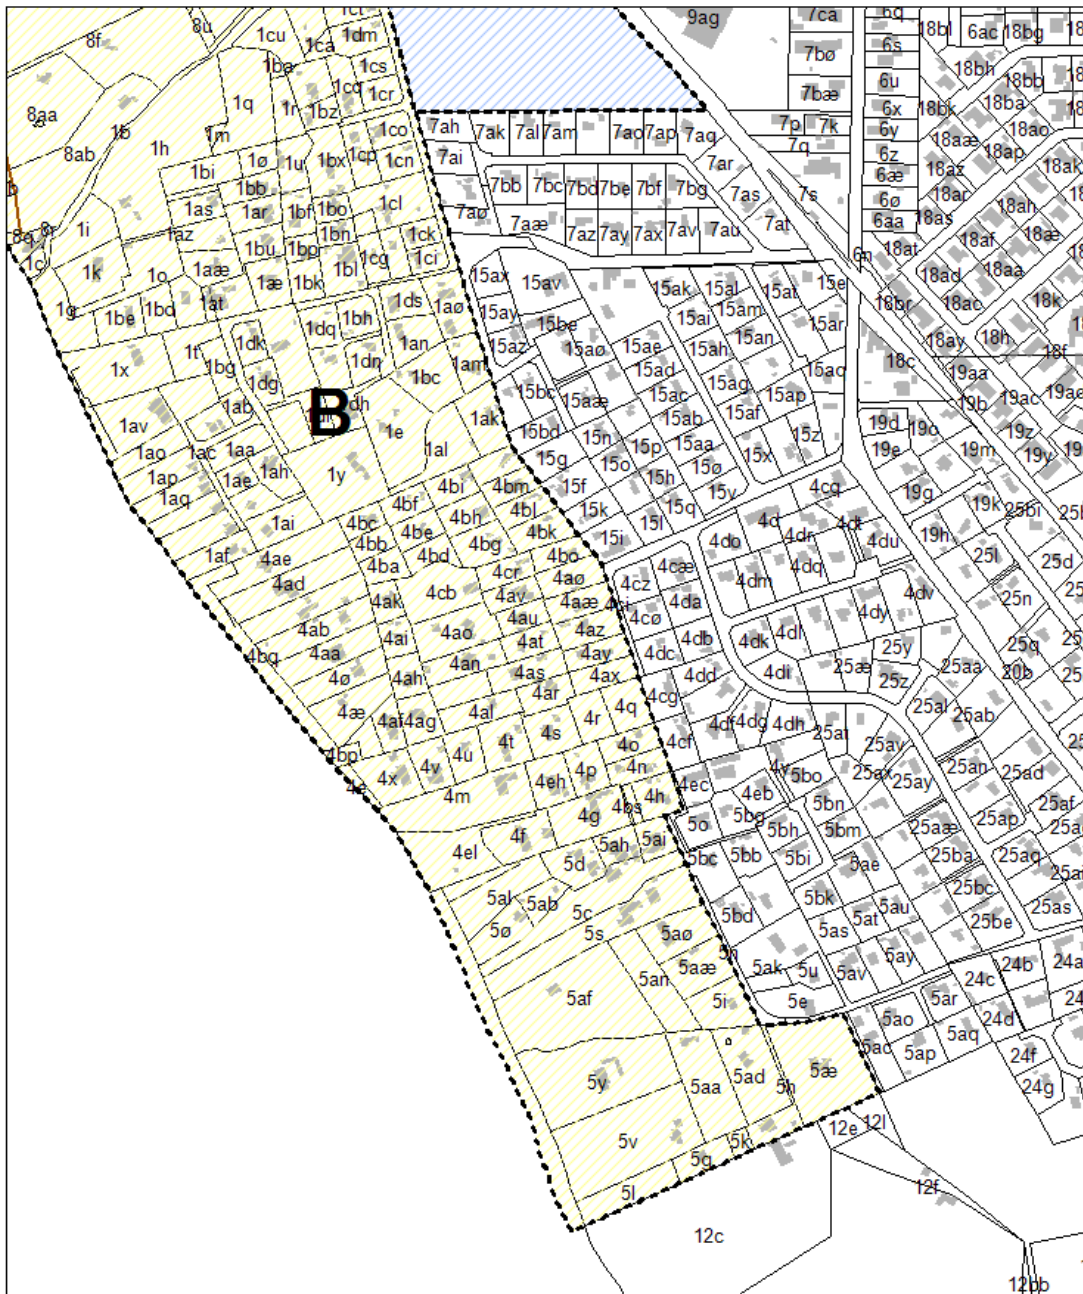 8f 8u 1cu 1ct 1dm 9ag 7ca 6q 18bl 6ac 18bg
1ca 7bø 6s
1ba 1cs 18bh
8aa 1q 1cq 1cr 7bæ 6u 18bb
1r 1bz 6x 18bk 18ba
8ab 1b 1m 1co 7ah 7ak 7al 7am 7ao 7ap 7aq 7p 7k 6y 18ao
1h 1ø 1u 1bx 1cp 1cn 7ai 7q 6z 18aæ 18ap
1bi 7ar 6æ 18az 18ak
1bb 7bb 7bc 7bd 7be 7bf 7bg 7as 7s 6ø 18ar
1as 1ar 1bf 1bo 1cl 7aø 7aæ 7at 6aa 18as 18ah
1i 1az 1bn 1ck 7az 7ay 7ax 7av 7au 18af 18æ
8q 8r 1bu 1bp 1cg 1ci 6n 18at
1c 1k 1o 1aæ 1æ 1bk 1bl 15ax 15av 15ak 15al 15at 15e 18ad 18aa
1g 1be 1bd 1at 1ds 1aø 15ay 15ai 15am 18br 18ac 18k
1dk 1dq 1bh 15be 15an 15ar
1t 1an 15az 15aø 15ae 15ah 18ay 18h
1x 1bg 1dn 1am 15ad 15aq 18c 18f
1dg 1bc 15bc 15aæ 15ac 15ag 15ap 19aa
1av 1ab B dh 1ak 15ab 15af 19b 19ac
1e 15bd 15n 19d 19o
1ao 1ac 1aa 1al 15g 15o 15p 15aa 15z 19e 19m 19z
1ap 1ae 1ah 1y 15ø 15x 19v
1aq 4bi 4bm 15f 15h 15v 4cq 19g
1ai 4bf 4bl 15k 15q 19k 25bi
4bc 4be 4bh 4bk 15i 15l 4do 4dr 4dt 19h
1af 4ae 4bb 4bd 4bg 4bo 4du 25l 25d
4ad 4ba 4cr 4aø 4cz 4cæ 4dm 4dq
4ak 4cb 4av 4aæ 4da 4dv 25n
4ab 4au 4az 4cø 4dl 4dy
4bq 4aa 4ai 4ao 4at 4ay 4dc 4db 4dk 25y 25q
4ø 4ah 4an 4as 4ax 4dd 4di 25æ 25z 25aa 20b
4æ 4af 4ag 4al 4ar 4r 4q 4cg 4df 4dg 4dh 25al 25ab
4bp 4t 4s 4o 4cf 25av
4x 4v 4u 4eh 4p 4n 4ec 4y 5bo 25ax 25ay 25an 25ad
4m 4bs 4h 4eb 5bn
4f 4g 5o 5bg 25ap 25af
4el 5ah 5ai 5bh 5bm 25aæ
5d 5bc 5bb 5bi 5ae 25ba 25aq
5al 5ab 5c 5bk 5au 25bc
5ø 5s 5aø 5bd 5as 5at 25be 25as
5an 5aæ 5ak 5u 5av 5ay 24b
5af 5i 5e 5ar 24c
5ao 24d
5y 5aa 5ad 5h 5æ 5ac 5ap 5aq 24f
24g
5v 5k 12e 12l
5g
5l 12f
12c